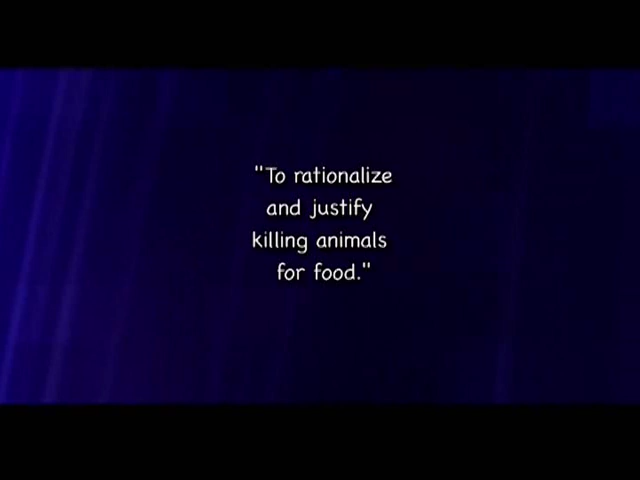 "To rationalize
and justify
killing animals
for food."